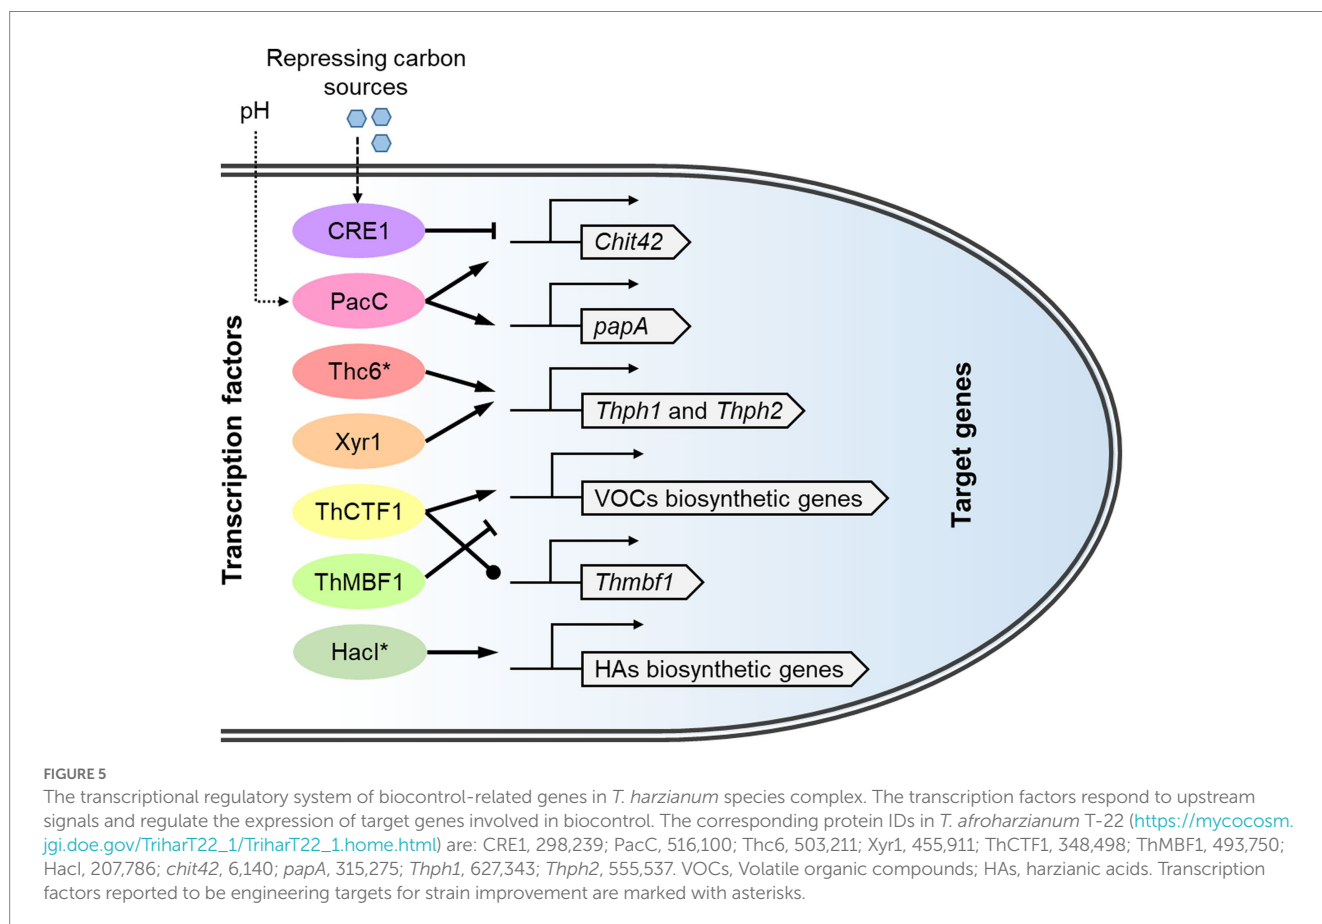 Repressing carbon
sources
pH
Transcription factors
CRE1
PacC
Thc6*
Xyr1
ThCTF1
ThMBF1
HacI*
Chit42
papA
Thph1 and Thph2
VOCs biosynthetic genes
Thmbf1
HAs biosynthetic genes
Target genes
FIGURE 5
The transcriptional regulatory system of biocontrol-related genes in T. harzianum species complex. The transcription factors respond to upstream
signals and regulate the expression of target genes involved in biocontrol. The corresponding protein IDs in T. afroharzianum T-22 (https://mycocosm.
jgi.doe.gov/TriharT22_1/TriharT22_1.home.html) are: CRE1, 298,239; PacC, 516,100; Thc6, 503,211; Xyr1, 455,911; ThCTF1, 348,498; ThMBF1, 493,750;
HacI, 207,786; chit42, 6,140; papA, 315,275; Thph1, 627,343; Thph2, 555,537. VOCs, Volatile organic compounds; HAs, harzianic acids. Transcription
factors reported to be engineering targets for strain improvement are marked with asterisks.